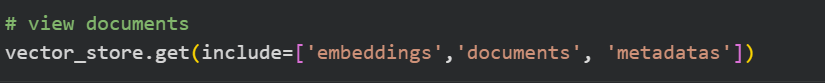 # view documents
vector_store.get(include=['embeddings','documents', 'metadatas'])